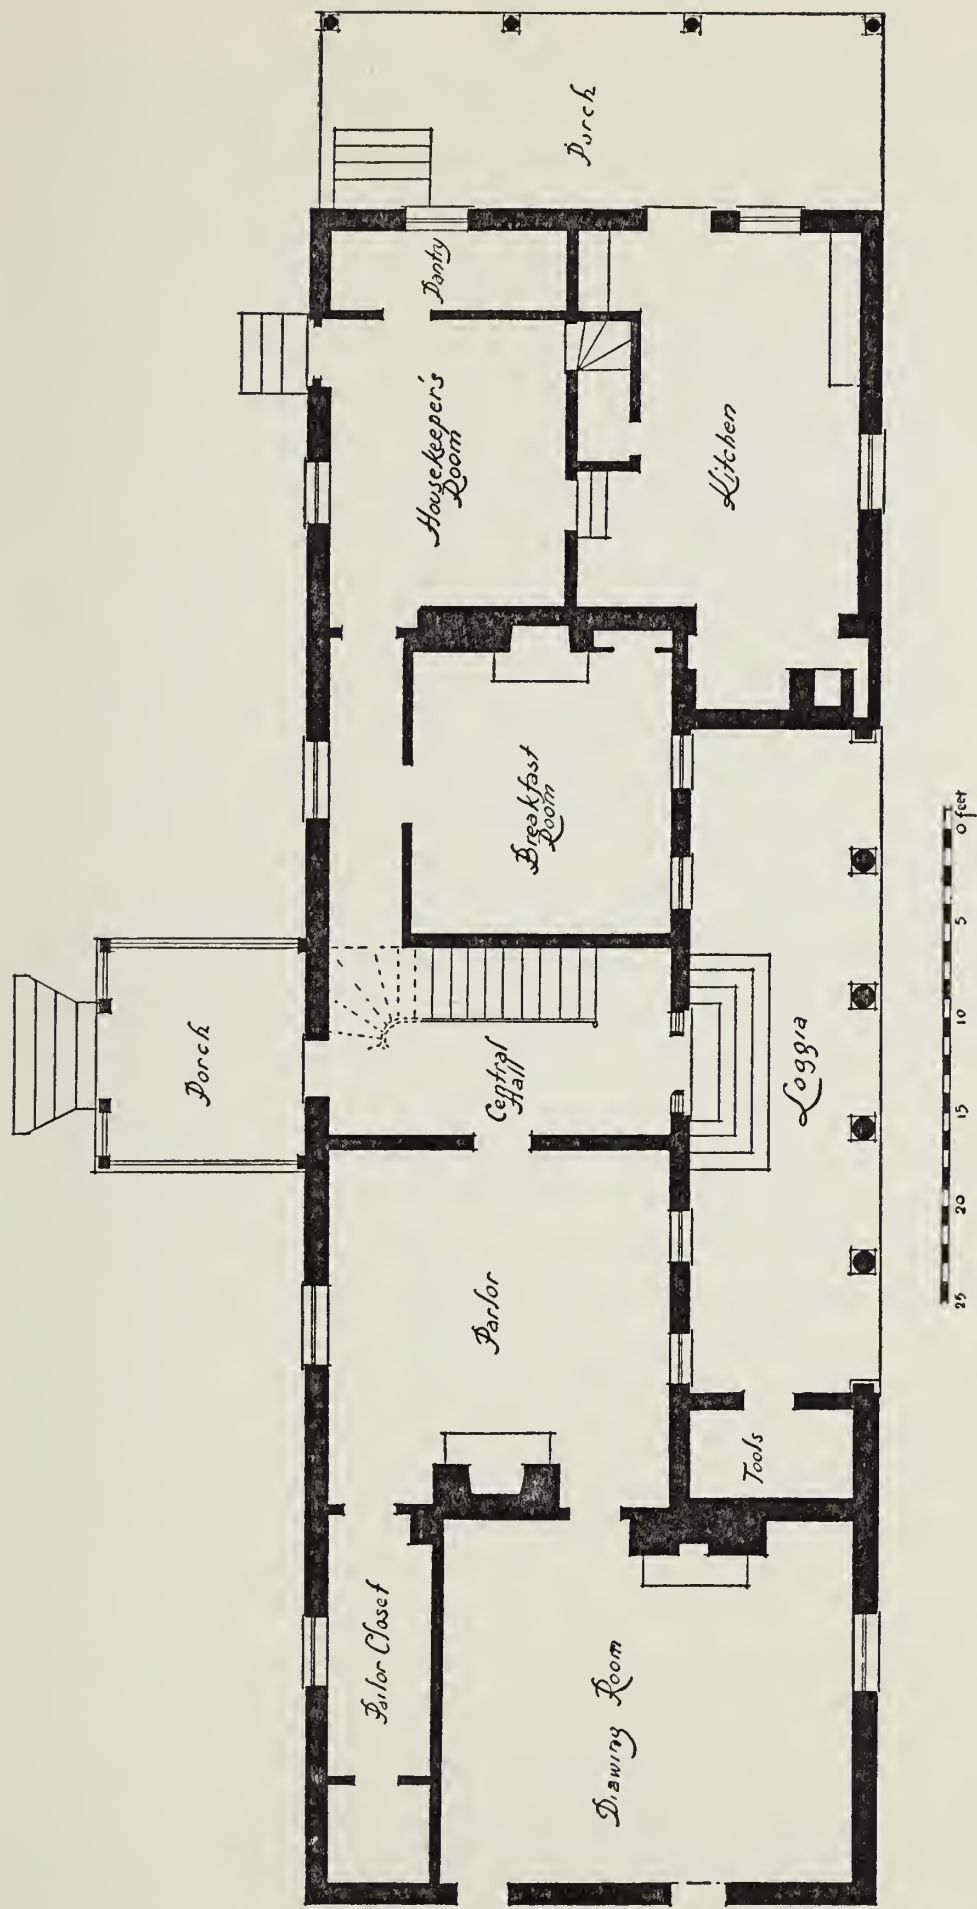 Porch
Pantry
Housekeeper's
Room
Kitchen
Breakfast
Room
Porch
Central
Hall
Loggia
Parlor
Tools
Parlor Closet
Drawing Room
25 20 15 10 5 0 feet